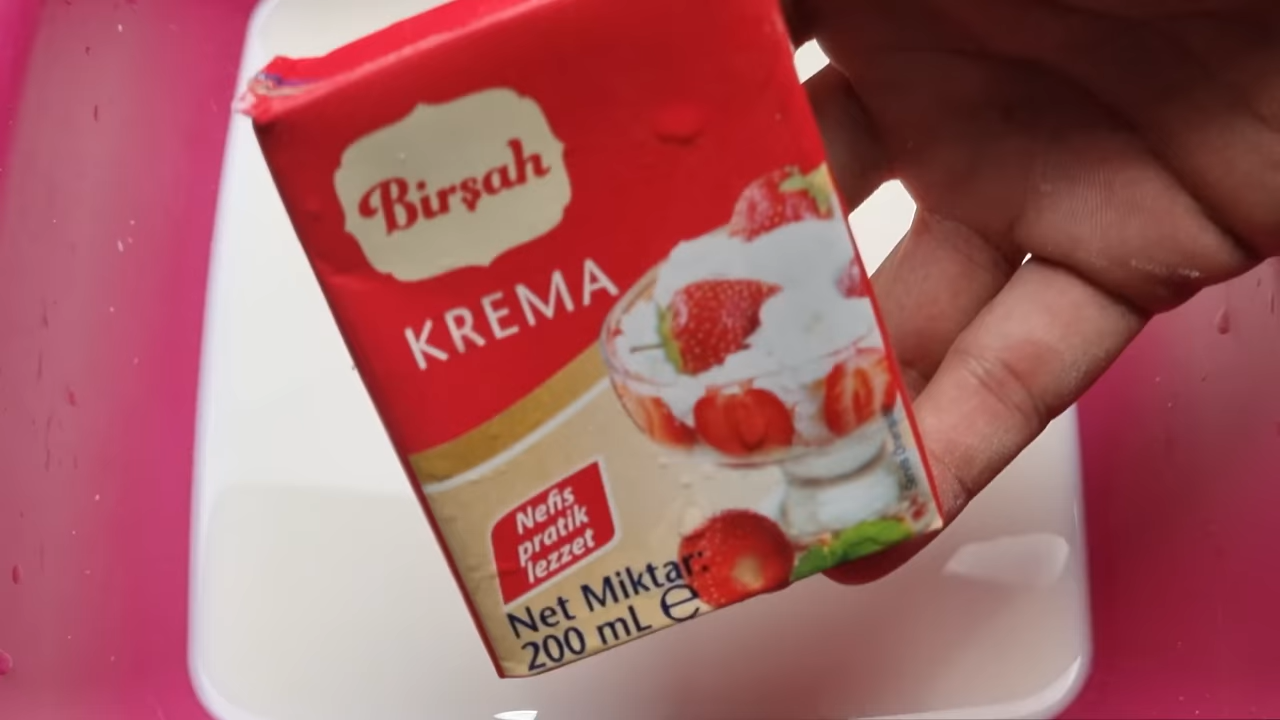 Birşah
KREMA
Nefis
pratik
lezzet
Net Miktar:
200 mL e